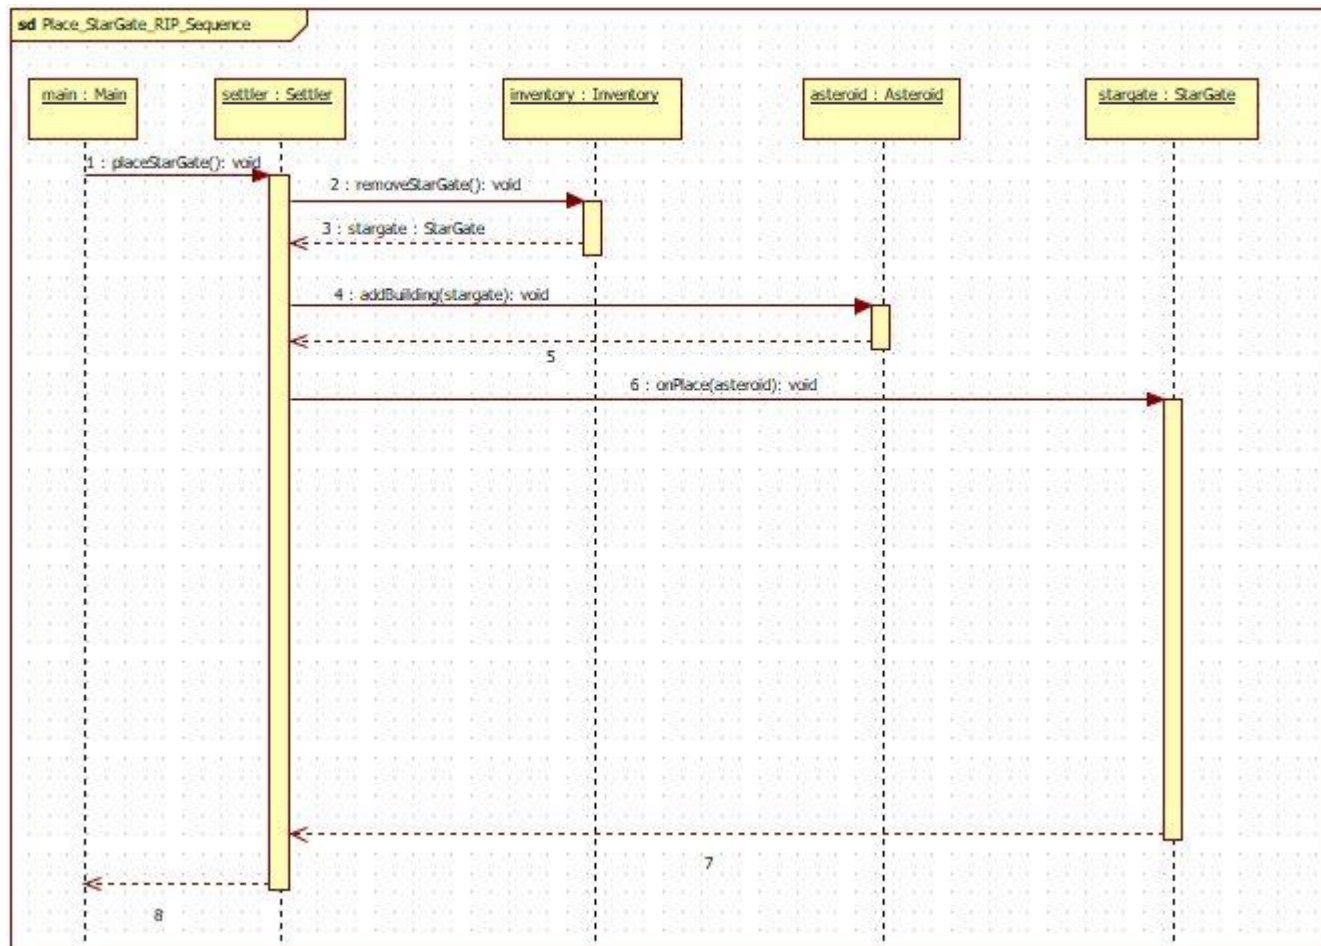 sd Place_StarGate_RIP_Sequence
main : Main
settler : Settler
inventory : Inventory
asteroid : Asteroid
stargate : StarGate
1 : placeStarGate(): void
2 : removeStarGate(): void
3 : stargate : StarGate
4 : addBuilding(stargate): void
5
6 : onPlace(asteroid): void
7
8